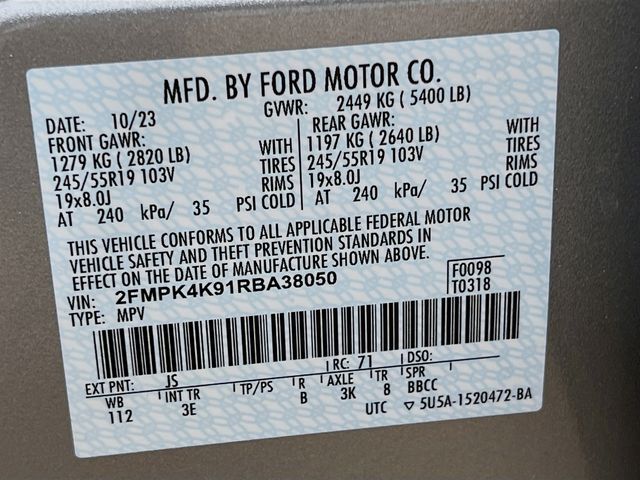 MFD. BY FORD MOTOR CO.
DATE: 10/23 GVWR: 2449 KG ( 5400 LB)
FRONT GAWR: REAR GAWR:
1279 KG ( 2820 LB) WITH 1197 KG ( 2640 LB) WITH
245/55R19 103V TIRES 245/55R19 103V TIRES
19x8.0J RIMS 19x8.0J RIMS
AT 240 kPa/ 35 PSI COLD AT 240 kPa/ 35 PSI COLD
THIS VEHICLE CONFORMS TO ALL APPLICABLE FEDERAL MOTOR
VEHICLE SAFETY AND THEFT PREVENTION STANDARDS IN
EFFECT ON THE DATE OF MANUFACTURE SHOWN ABOVE.
VIN: 2FMPK4K91RBA38050 F0098
TYPE: MPV T0318
EXT PNT: JS RC: 71 DSO:
WB INT TR TP/PS R AXLE TR SPR
112 3E B 3K 8 BBCC
UTC ▽ 5U5A-1520472-BA